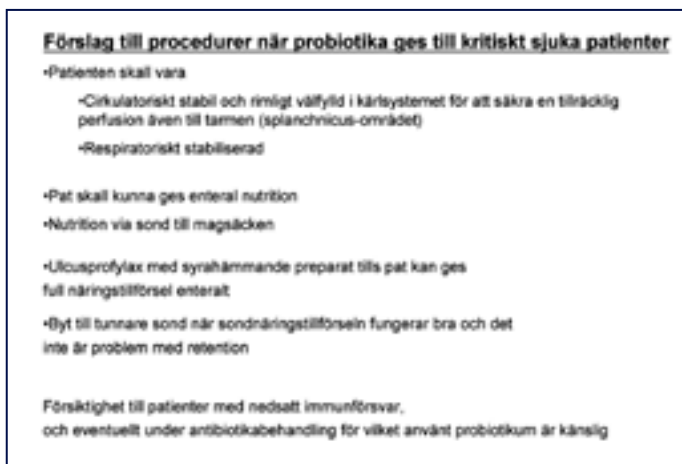 Förslag till procedurer när probiotika ges till kritiskt sjuka patienter
•Patienten skall vara
•Cirkulatoriskt stabil och rimligt välfylld i kärlsystemet för att säkra en tillräcklig
perfusion även till tarmen (splanchnicus-området)
•Respiratoriskt stabiliserad
•Pat skall kunna ges enteral nutrition
•Nutrition via sond till magsäcken
•Ulcusprofylax med syrahämmande preparat tills pat kan ges
full näringstillförsel enteralt
•Byt till tunnare sond när sondnäringstillförseln fungerar bra och det
inte är problem med retention
Försiktighet till patienter med nedsatt immunförsvar,
och eventuellt under antibiotikabehandling för vilket använt probiotikum är känslig